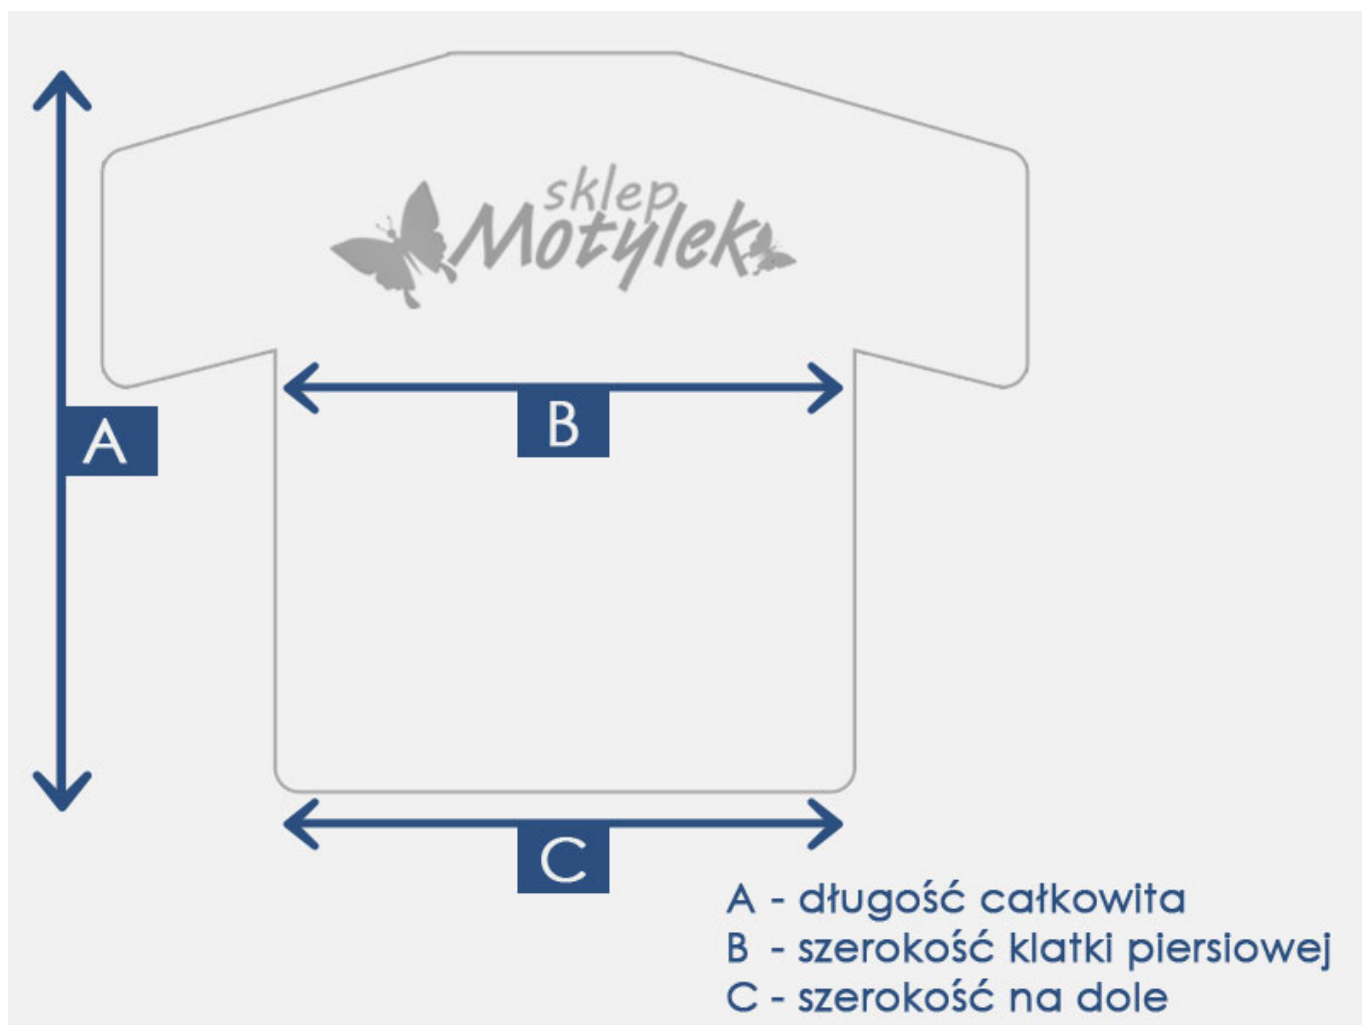 sklep
Motylek
A
B
C
A - długość całkowita
B - szerokość klatki piersiowej
C - szerokość na dole